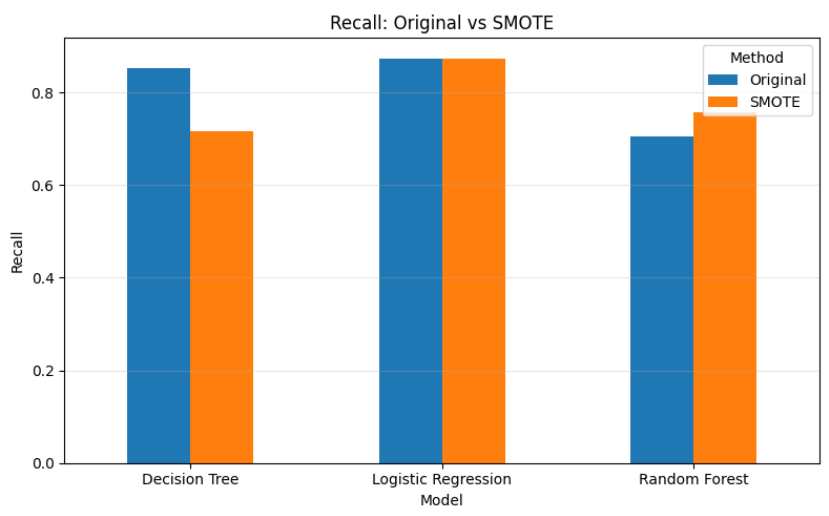 Recall: Original vs SMOTE
Method
Original
SMOTE
Recall
0.8
0.6
0.4
0.2
0.0
Decision Tree
Logistic Regression
Random Forest
Model